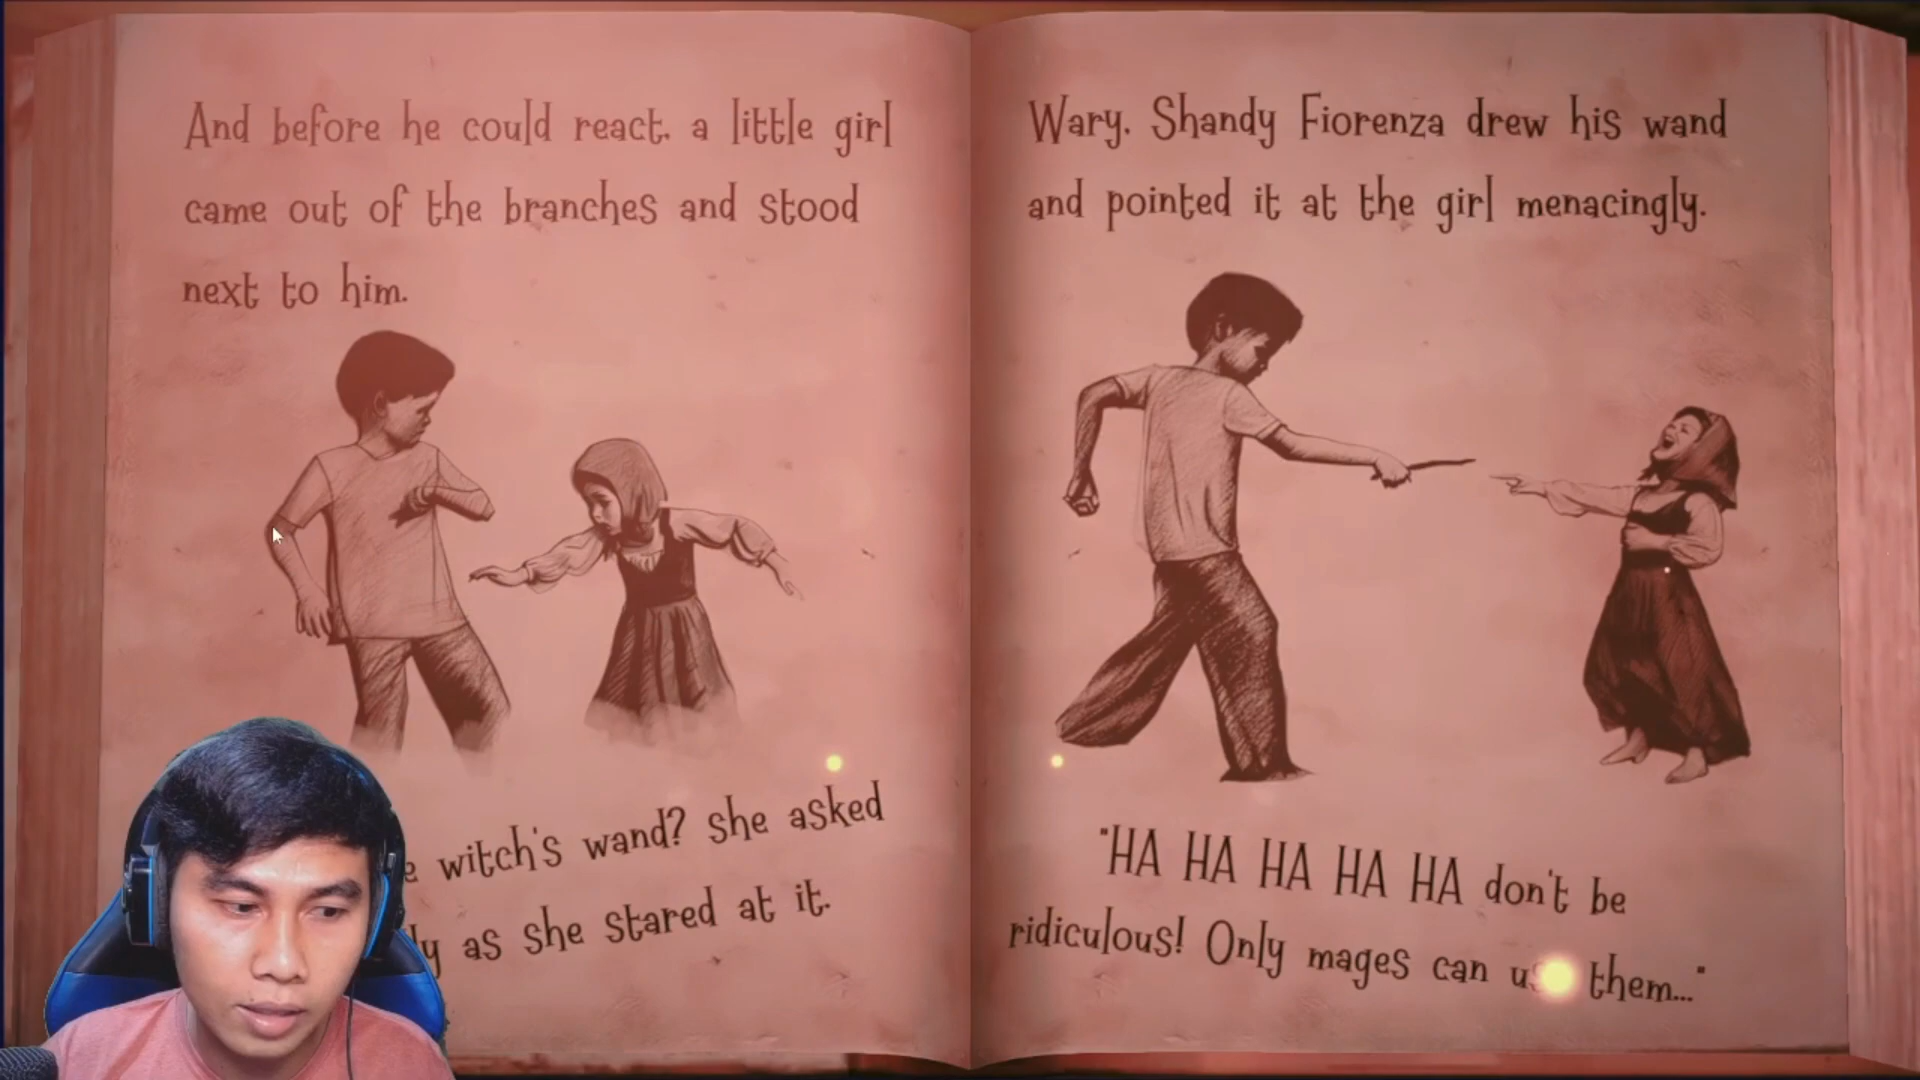 And before he could react, a little girl
came out of the branches and stood
next to him.
witch's wand? she asked
as she stared at it.
Wary, Shandy Fiorenza drew his wand
and pointed it at the girl menacingly.
"HA HA HA HA HA don't be
ridiculous! Only mages can use them..."